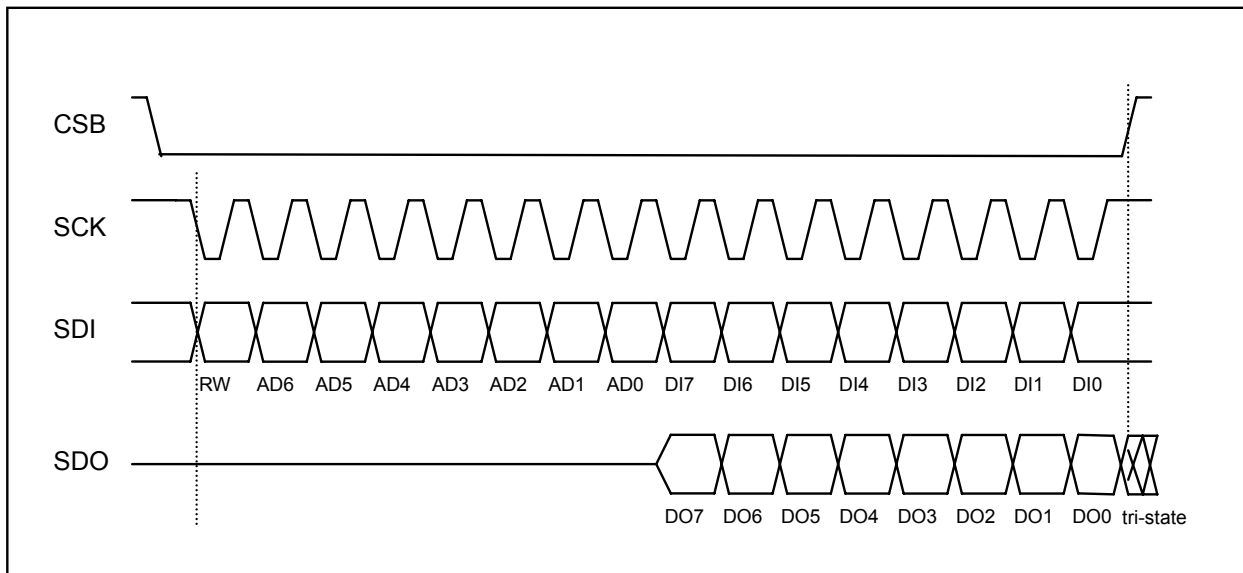 CSB
SCK
SDI
RW AD6 AD5 AD4 AD3 AD2 AD1 AD0 DI7 DI6 DI5 DI4 DI3 DI2 DI1 DI0
SDO
DO7 DO6 DO5 DO4 DO3 DO2 DO1 DO0 tri-state